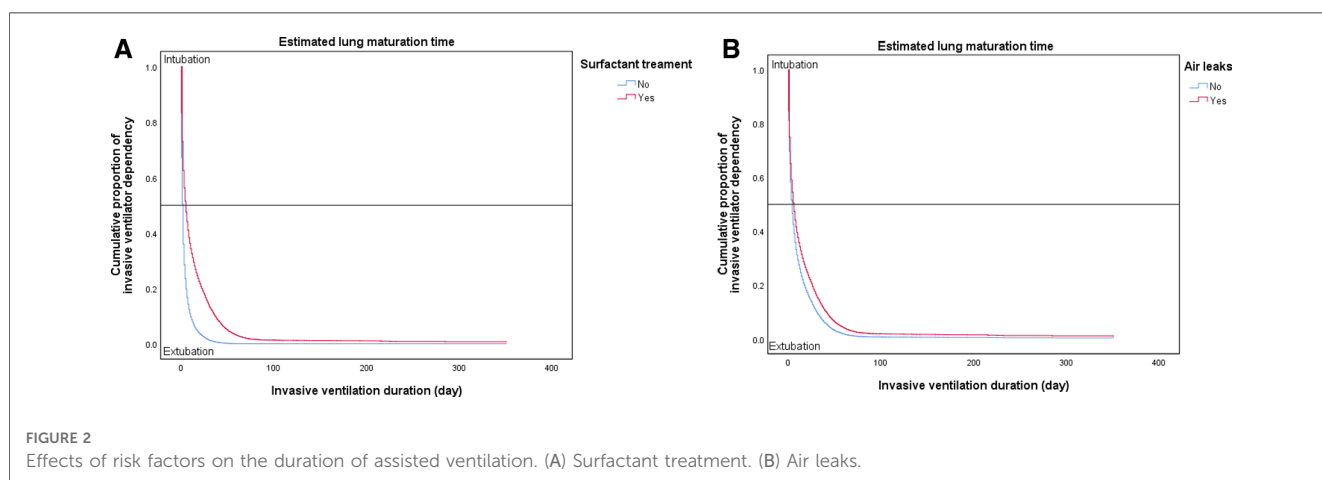 A
Estimated lung maturation time
Intubation
Surfactant treament
No
Yes
1.0
0.8
0.6
0.4
0.2
0.0
Cumulative proportion of
invasive ventilator dependency
Extubation
0
100
200
300
400
Invasive ventilation duration (day)
B
Estimated lung maturation time
Intubation
Air leaks
No
Yes
1.0
0.8
0.6
0.4
0.2
0.0
Cumulative proportion of
invasive ventilator dependency
Extubation
0
100
200
300
400
Invasive ventilation duration (day)
FIGURE 2
Effects of risk factors on the duration of assisted ventilation. (A) Surfactant treatment. (B) Air leaks.